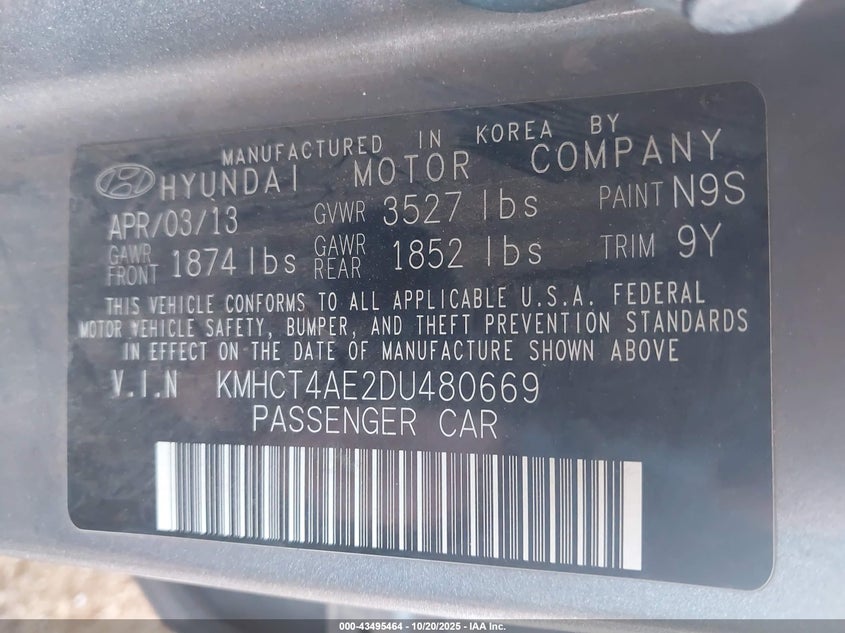 MANUFACTURED IN KOREA BY
HYUNDAI MOTOR COMPANY
APR/03/13 GVWR 3527 lbs PAINT N9S
GAWR FRONT 1874 lbs GAWR REAR 1852 lbs TRIM 9Y
THIS VEHICLE CONFORMS TO ALL APPLICABLE U.S.A. FEDERAL
MOTOR VEHICLE SAFETY, BUMPER, AND THEFT PREVENTION STANDARDS
IN EFFECT ON THE DATE OF MANUFACTURE SHOWN ABOVE
V.I.N KMHCT4AE2DU480669
PASSENGER CAR
000-43495464 - 10/20/2025 - IAA Inc.